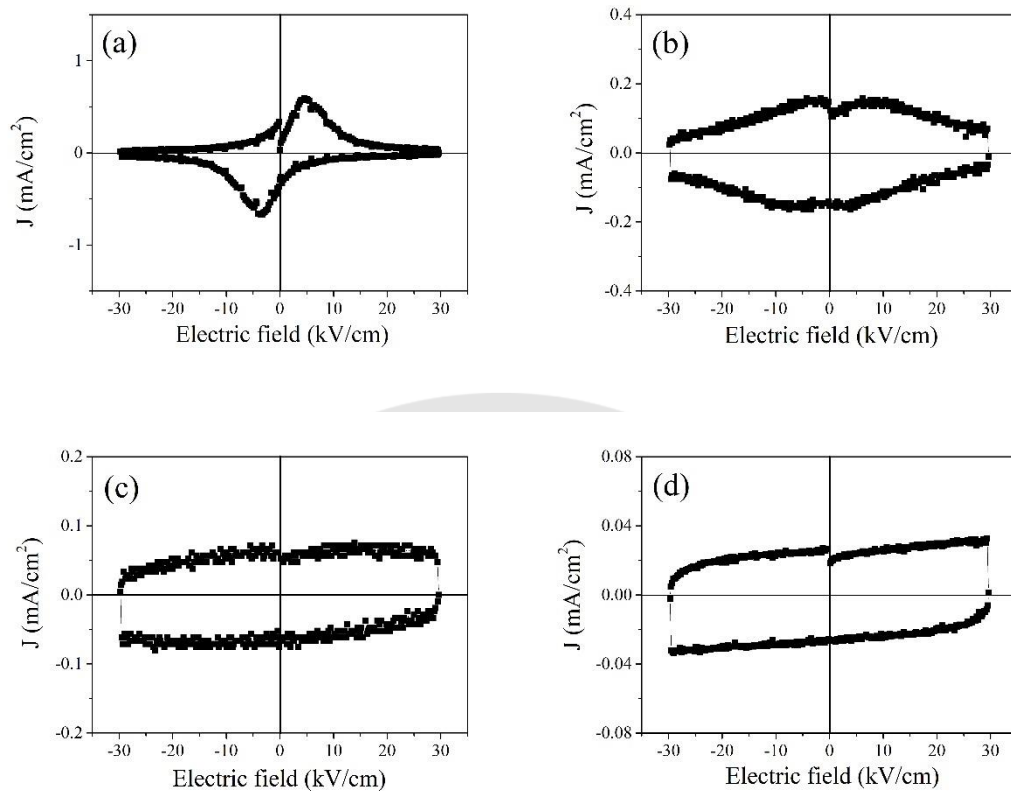 (a)
J (mA/cm²)
1
0
-1
-30 -20 -10 0 10 20 30
Electric field (kV/cm)
(b)
J (mA/cm²)
0.4
0.2
0.0
-0.2
-0.4
-30 -20 -10 0 10 20 30
Electric field (kV/cm)
(c)
J (mA/cm²)
0.2
0.1
0.0
-0.1
-0.2
-30 -20 -10 0 10 20 30
Electric field (kV/cm)
(d)
J (mA/cm²)
0.08
0.04
0.00
-0.04
-0.08
-30 -20 -10 0 10 20 30
Electric field (kV/cm)